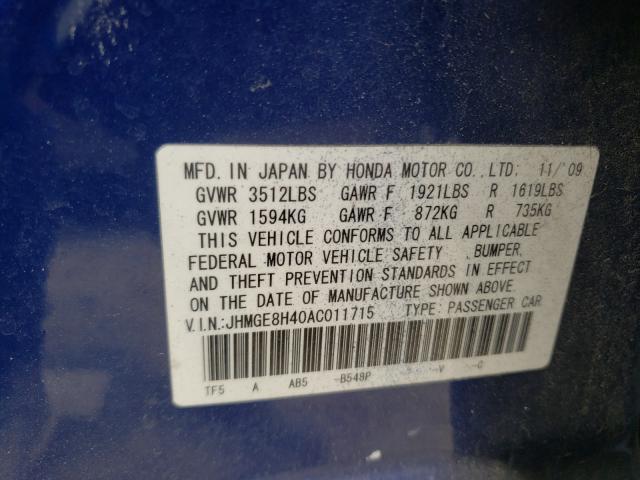 MFD. IN JAPAN BY HONDA MOTOR CO.,LTD: 11/'09
GVWR 3512LBS GAWR F 1921LBS R 1619LBS
GVWR 1594KG GAWR F 872KG R 735KG
THIS VEHICLE CONFORMS TO ALL APPLICABLE
FEDERAL MOTOR VEHICLE SAFETY ,BUMPER,
AND THEFT PREVENTION STANDARDS IN EFFECT
ON THE DATE OF MANUFACTURE SHOWN ABOVE.
V.I.N.:JHMGE8H40AC011715 TYPE: PASSENGER CAR
TF5 A AB5 -B548P -V -C